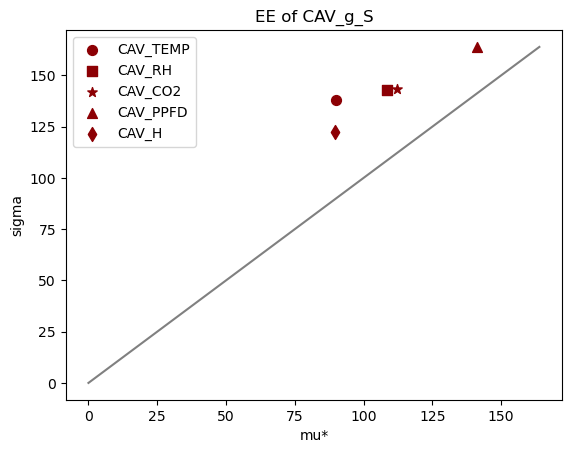 EE of CAV_g_S
CAV_TEMP
CAV_RH
CAV_CO2
CAV_PPFD
CAV_H
150
125
100
75
50
25
0
sigma
0 25 50 75 100 125 150
mu*